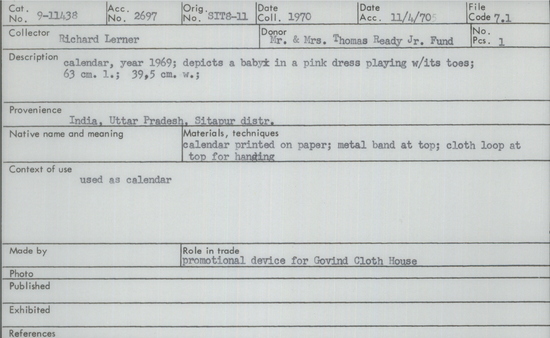 Cat. No. 9-11438 Acc. No. 2697 Orig. No. SIT8-11 Date Coll. 1970 Date Acc. 11/4/70 File Code 7.1
Collector Richard Lerner Donor Mr. & Mrs. Thomas Ready Jr. Fund No. Pcs. 1
Description calendar, year 1969; depicts a babyx in a pink dress playing w/its toes;
63 cm. l.; 39,5 cm. w.;
Provenience
India, Uttar Pradesh, Sitapur distr.
Native name and meaning Materials, techniques
calendar printed on paper; metal band at top; cloth loop at
top for handing
Context of use
used as calendar
Made by Role in trade
promotional device for Govind Cloth House
Photo
Published
Exhibited
References